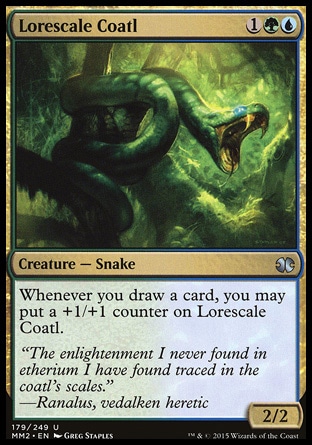 Lorescale Coatl 1
Creature — Snake
Whenever you draw a card, you may
put a +1/+1 counter on Lorescale
Coatl.
“The enlightenment I never found in
etherium I have found traced in the
coatl’s scales.”
—Ranalus, vedalken heretic
2/2
179/249 U
MM2 • EN GREG STAPLES ™ & © 2015 Wizards of the Coast